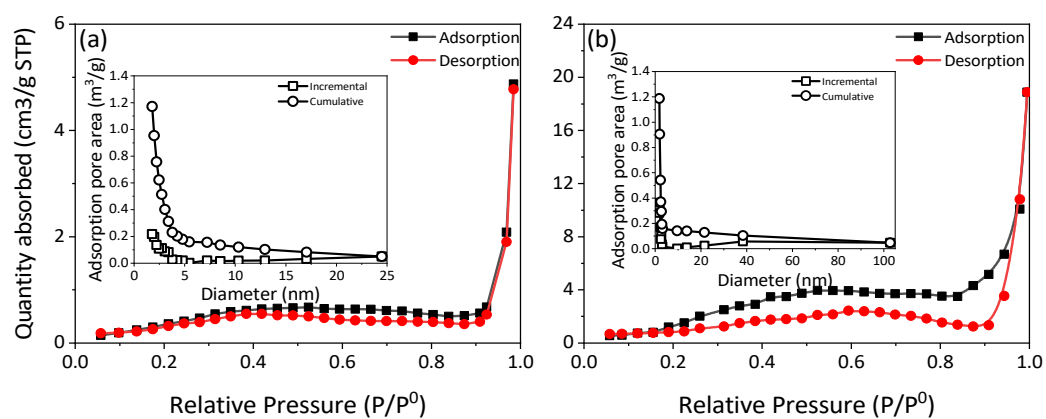 (a)
Adsorption
Desorption
Quantity absorbed (cm3/g STP)
6
4
2
0
0.0 0.2 0.4 0.6 0.8 1.0
Relative Pressure (P/P⁰)
Adsorption pore area (m³/g)
1.4
1.2
1.0
0.8
0.6
0.4
0.2
0.0
Incremental
Cumulative
0 5 10 15 20 25
Diameter (nm)
(b)
Adsorption
Desorption
24
20
16
12
8
4
0
0.0 0.2 0.4 0.6 0.8 1.0
Relative Pressure (P/P⁰)
Adsorption pore area (m³/g)
1.4
1.2
1.0
0.8
0.6
0.4
0.2
0.0
Incremental
Cumulative
0 20 40 60 80 100
Diameter (nm)